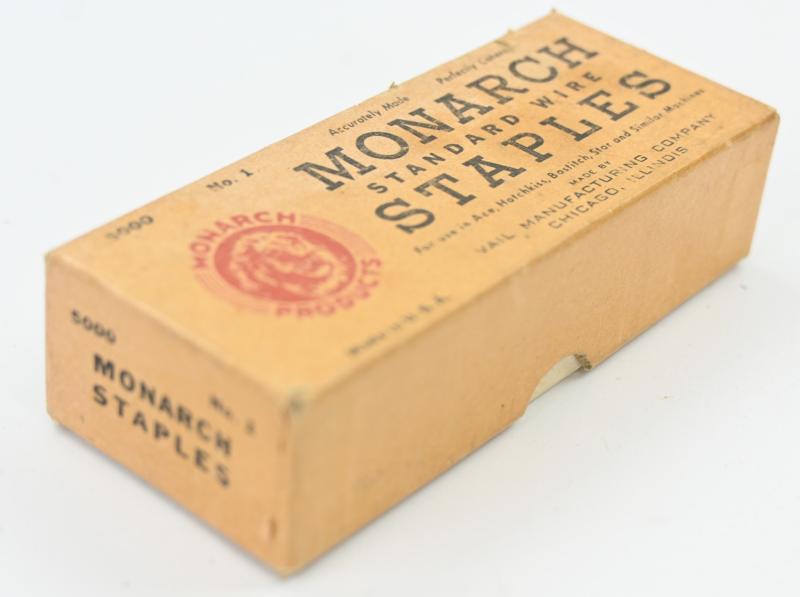 5000
No. 1
Accurately Made
Perfectly
MONARCH
STANDARD WIRE
STAPLES
For use in Ace, Hotchkiss, Bostitch, Star and Similar Machines
MADE BY
VAIL MANUFACTURING COMPANY
CHICAGO, ILLINOIS
MONARCH
PRODUCTS
Made in U.S.A.
5000
No. 1
MONARCH
STAPLES